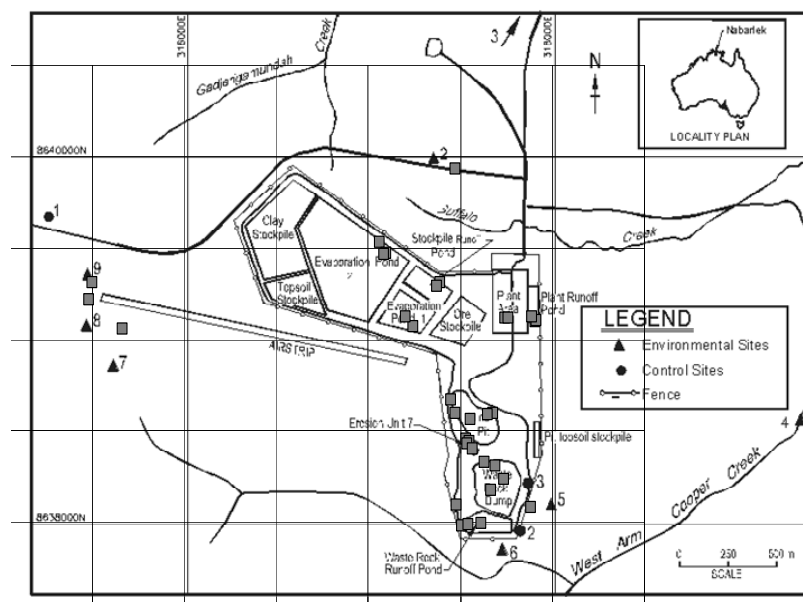 316000E
318000E
3
Nabarlek
N
LOCALITY PLAN
Gadjerigamundah
Creek
8640000N
2
1
Buffalo
Creek
Clay
Stockpile
Stockpile Runoff
Pond
Evaporation Pond
2
9
Topsoil
Stockpile
Evaporation
Pond 1
Ore
Stockpile
Plant
Area
Plant Runoff
Pond
8
AIRSTRIP
7
LEGEND
Environmental Sites
Control Sites
Fence
4
Erosion Unit 7
Pit
Pit topsoil stockpile
Waste
Rock
Dump
3
5
8638000N
2
6
Waste Rock
Runoff Pond
West Arm Cooper Creek
0 250 500 m
SCALE